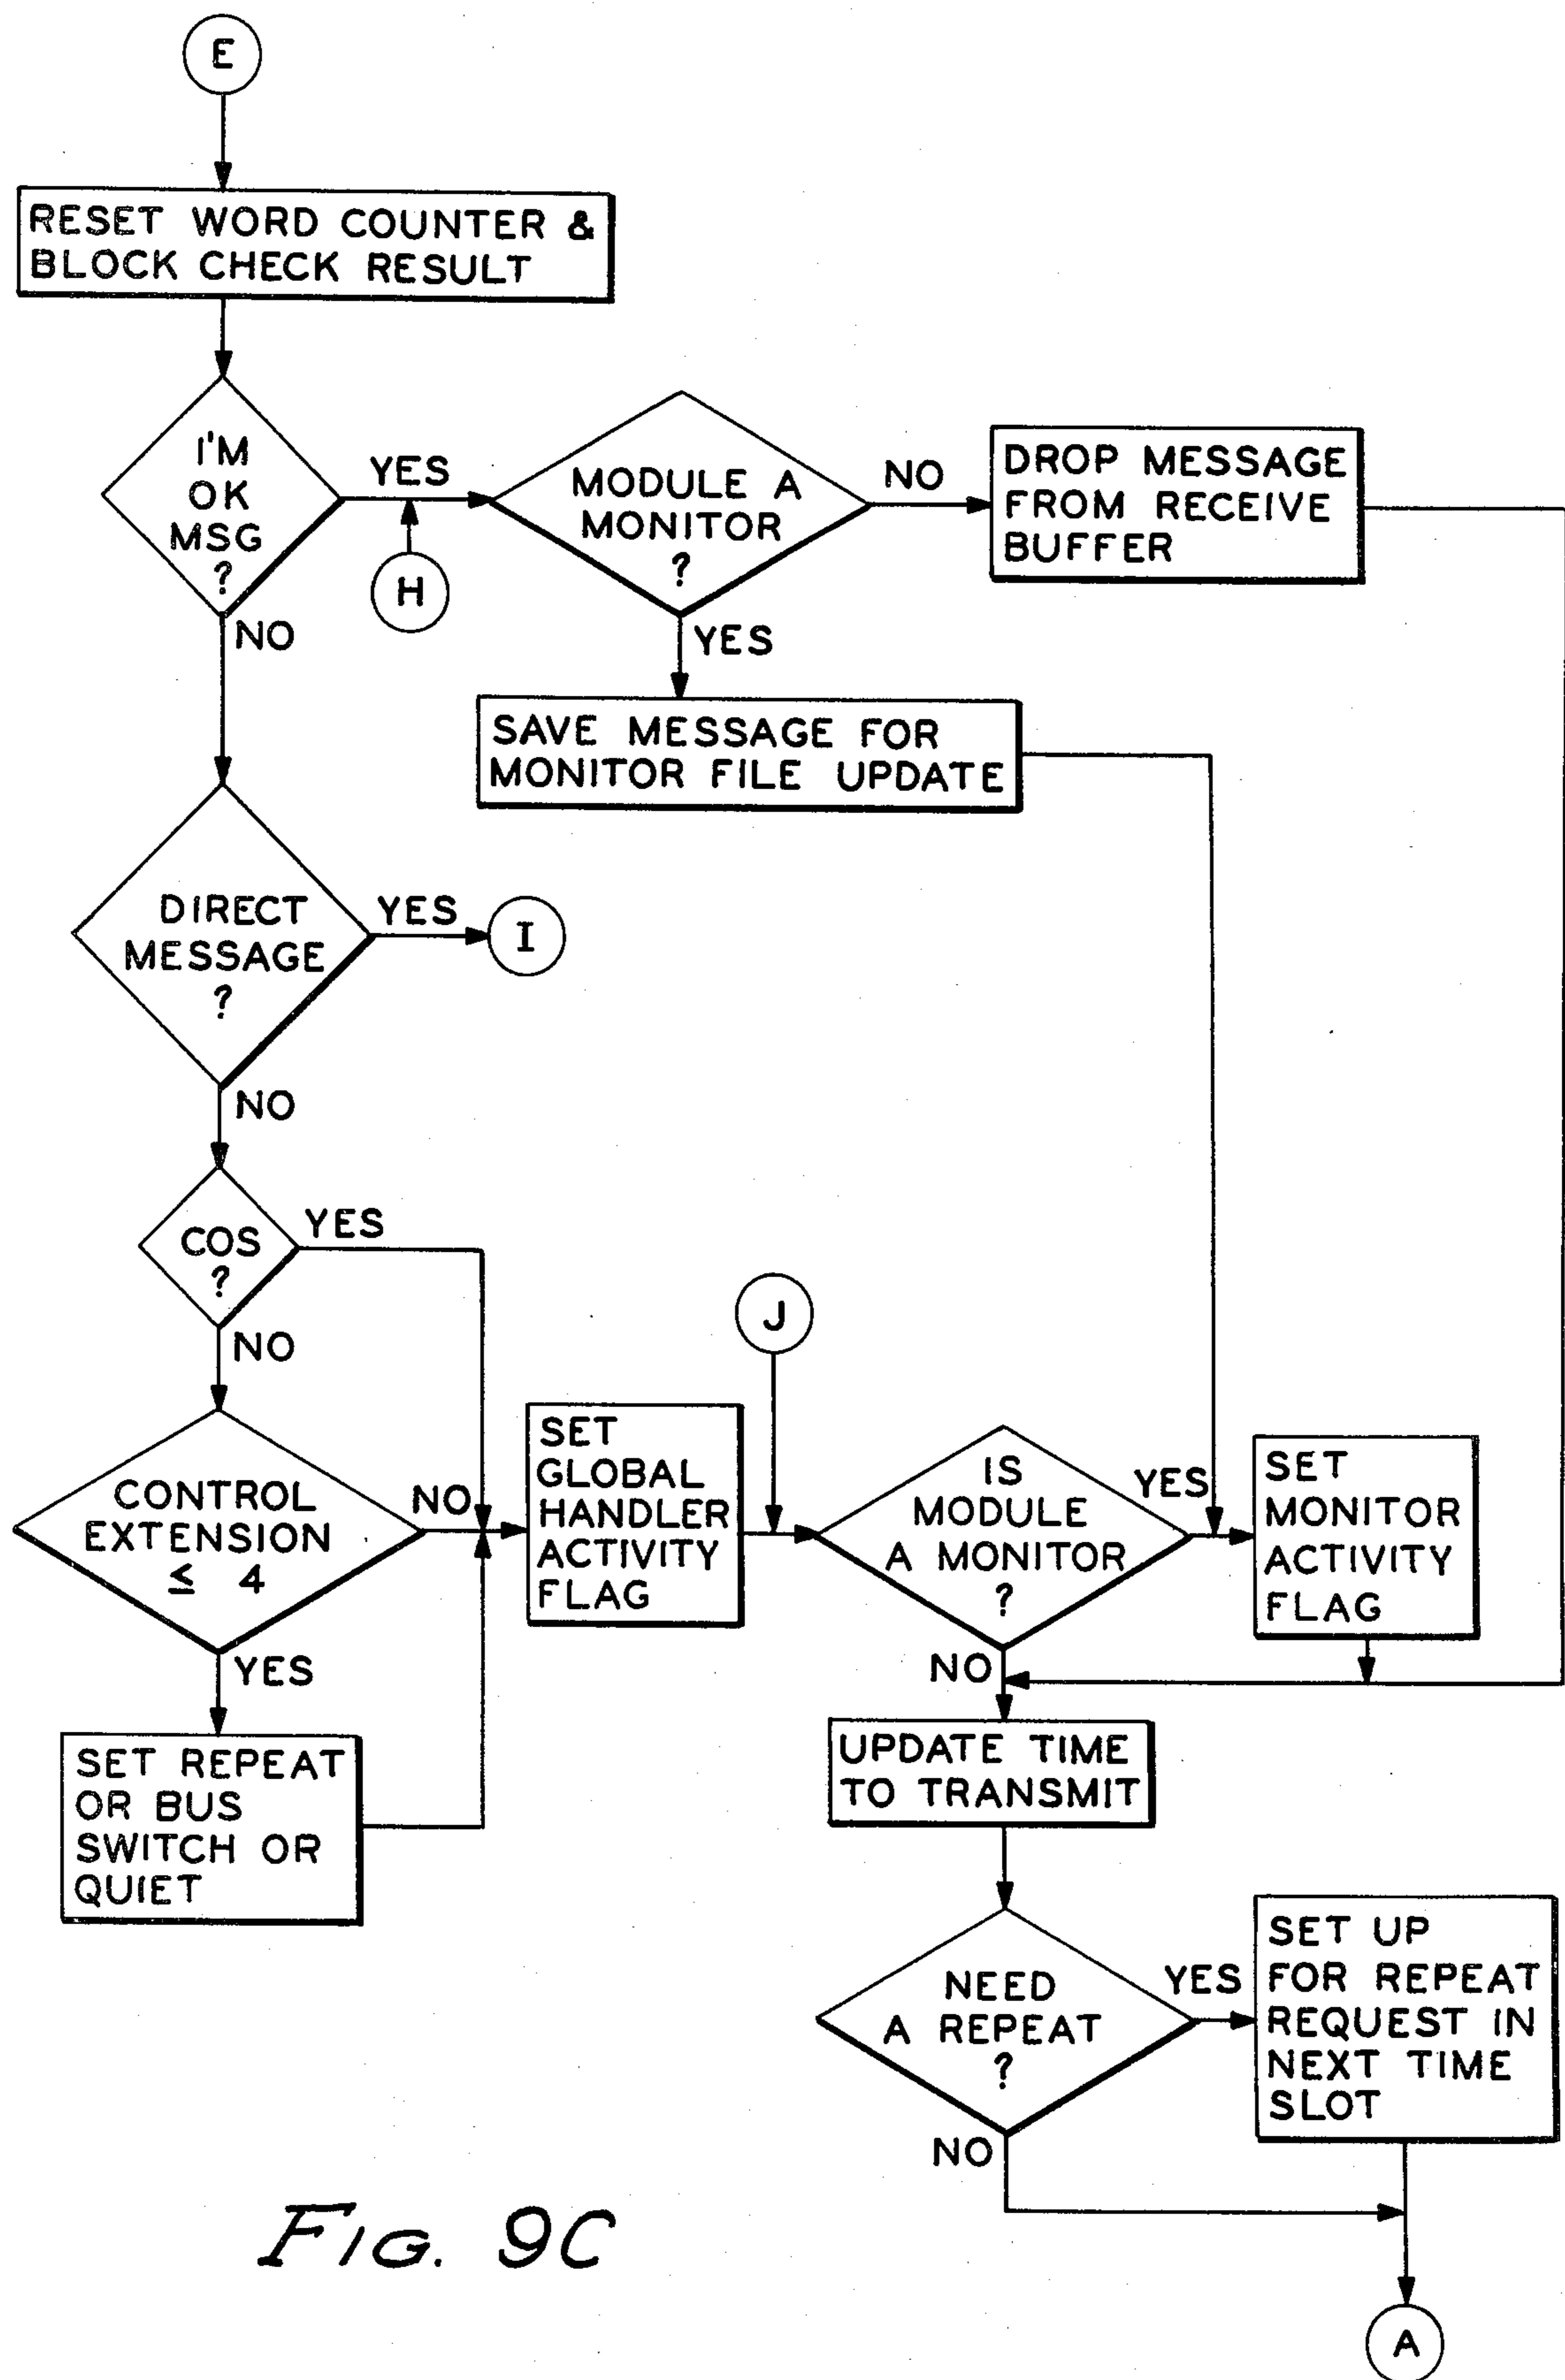 E
RESET WORD COUNTER &
BLOCK CHECK RESULT
I'M
OK
MSG
?
YES
H
NO
MODULE A
MONITOR
?
NO
DROP MESSAGE
FROM RECEIVE
BUFFER
YES
SAVE MESSAGE FOR
MONITOR FILE UPDATE
DIRECT
MESSAGE
?
YES
I
NO
COS
?
YES
NO
CONTROL
EXTENSION
≤ 4
NO
YES
SET REPEAT
OR BUS
SWITCH OR
QUIET
SET
GLOBAL
HANDLER
ACTIVITY
FLAG
J
IS
MODULE
A MONITOR
?
YES
SET
MONITOR
ACTIVITY
FLAG
NO
UPDATE TIME
TO TRANSMIT
NEED
A REPEAT
?
YES
SET UP
FOR REPEAT
REQUEST IN
NEXT TIME
SLOT
NO
A
FIG. 9C